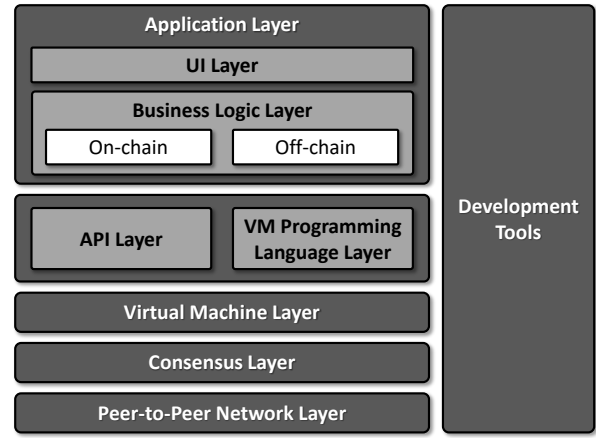 Application Layer
UI Layer
Business Logic Layer
On-chain
Off-chain
API Layer
VM Programming
Language Layer
Virtual Machine Layer
Consensus Layer
Peer-to-Peer Network Layer
Development
Tools